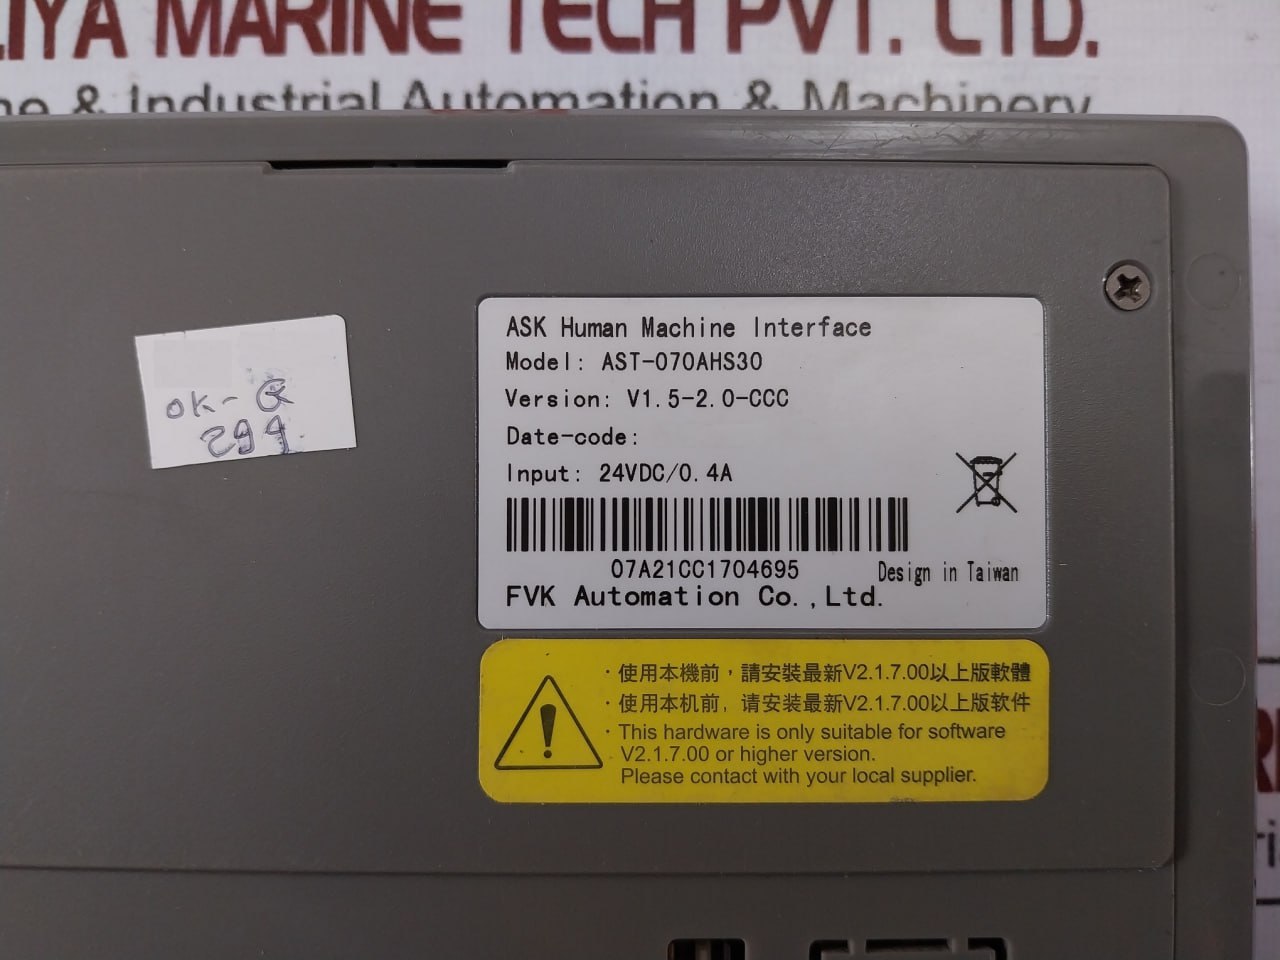 LIYA MARINE TECH PVT. LTD.
ne & Industrial Automation & Machinery
OK-
294
ASK Human Machine Interface
Model: AST-070AHS30
Version: V1.5-2.0-CCC
Date-code:
Input: 24VDC/0.4A
07A21CC1704695
Design in Taiwan
FVK Automation Co.,Ltd.
·使用本機前，請安裝最新V2.1.7.00以上版軟體
·使用本机前, 请安装最新V2.1.7.00以上版软件
·This hardware is only suitable for software
V2.1.7.00 or higher version.
Please contact with your local supplier.